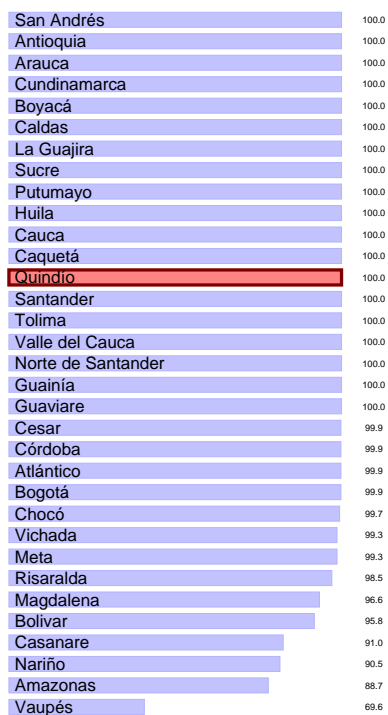 San Andrés 100.0
Antioquia 100.0
Arauca 100.0
Cundinamarca 100.0
Boyacá 100.0
Caldas 100.0
La Guajira 100.0
Sucre 100.0
Putumayo 100.0
Huila 100.0
Cauca 100.0
Caquetá 100.0
Quindío 100.0
Santander 100.0
Tolima 100.0
Valle del Cauca 100.0
Norte de Santander 100.0
Guainía 100.0
Guaviare 100.0
Cesar 99.9
Córdoba 99.9
Atlántico 99.9
Bogotá 99.9
Chocó 99.7
Vichada 99.3
Meta 99.3
Risaralda 98.5
Magdalena 96.6
Bolivar 95.8
Casanare 91.0
Nariño 90.5
Amazonas 88.7
Vaupés 69.6